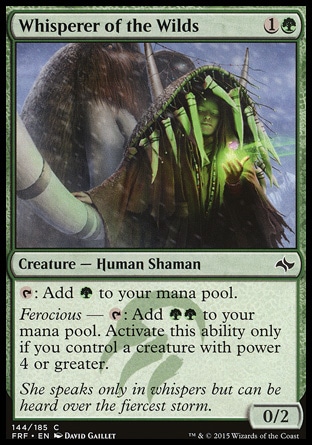 Whisperer of the Wilds 1
Creature — Human Shaman
: Add to your mana pool.
Ferocious — : Add to your
mana pool. Activate this ability only
if you control a creature with power
4 or greater.
She speaks only in whispers but can be
heard over the fiercest storm.
0/2
144/185 C
FRF • EN DAVID GAILLET
™ & © 2015 Wizards of the Coast